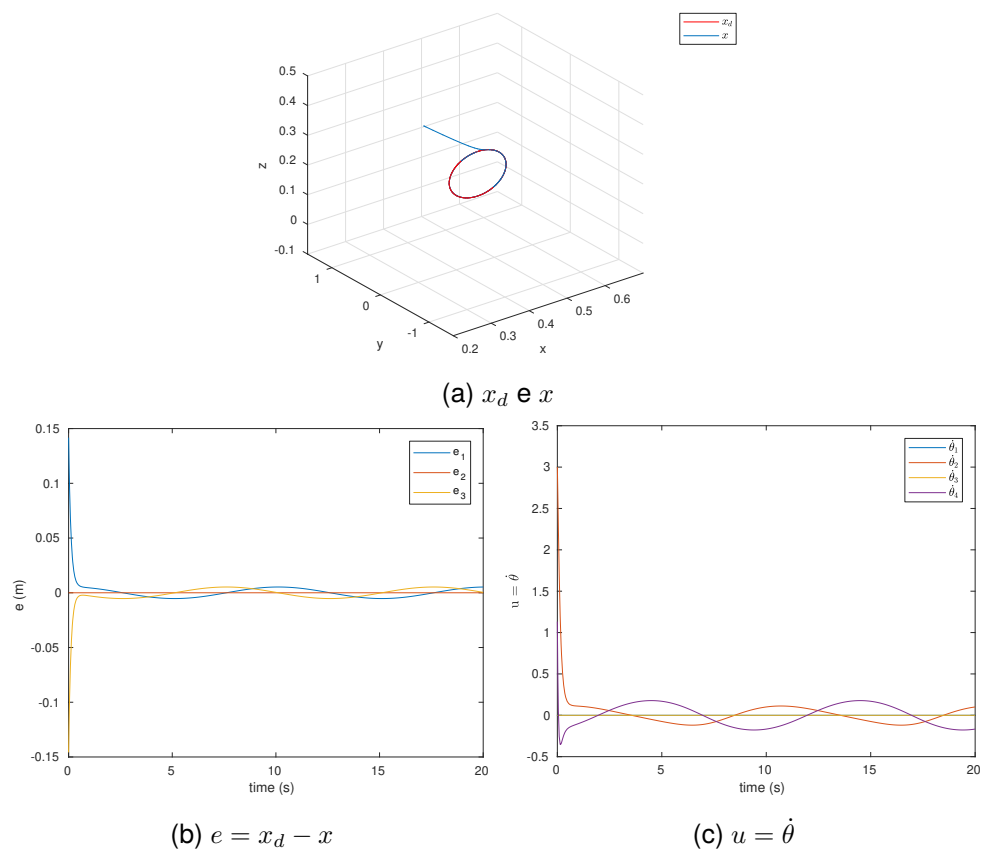 x_d
x
0.5
0.4
0.3
0.2
0.1
0
-0.1
z
1
0
-1
y
0.2
0.3
0.4
0.5
0.6
x
(a) x_d e x
0.15
0.1
0.05
0
-0.05
-0.1
-0.15
e (m)
e_1
e_2
e_3
0 5 10 15 20
time (s)
(b) e = x_d − x
3.5
3
2.5
2
1.5
1
0.5
0
-0.5
u = θ̇
θ̇_1
θ̇_2
θ̇_3
θ̇_4
0 5 10 15 20
time (s)
(c) u = θ̇